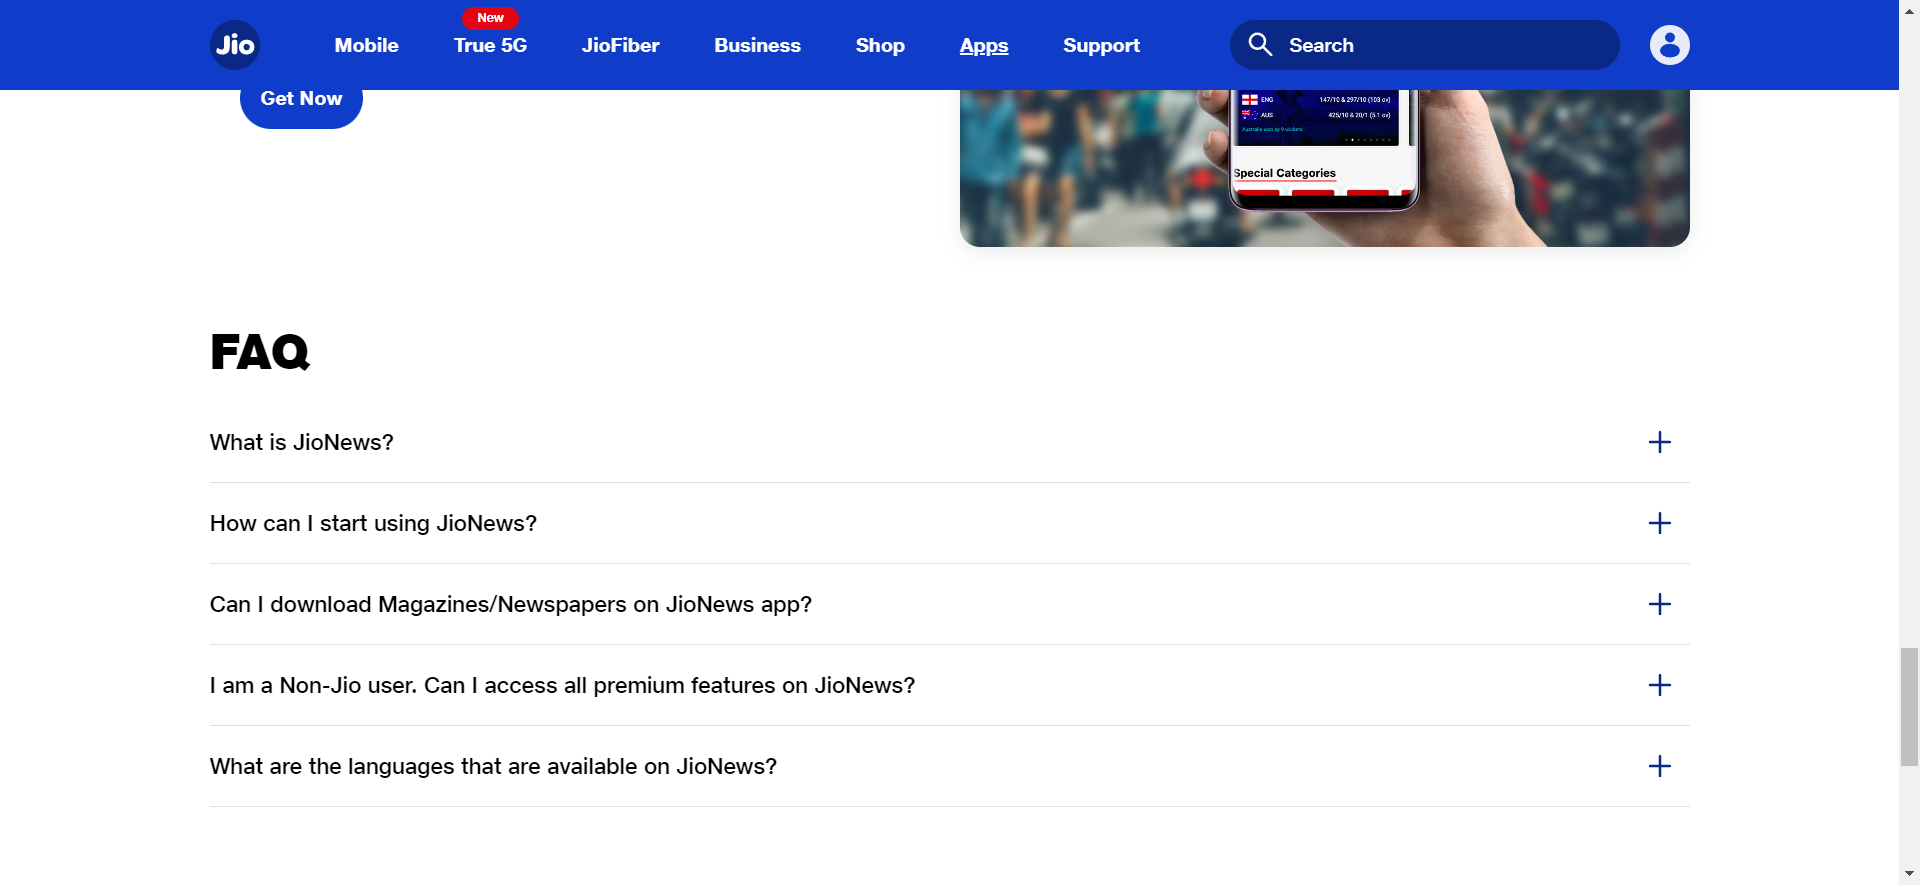 Jio
Mobile
New
True 5G
JioFiber
Business
Shop
Apps
Support
Search
Get Now
ENG 147/10 & 297/10 (103 ov)
AUS 425/10 & 20/1 (5.1 ov)
Australia won by 9 wickets
Special Categories
FAQ
What is JioNews?
How can I start using JioNews?
Can I download Magazines/Newspapers on JioNews app?
I am a Non-Jio user. Can I access all premium features on JioNews?
What are the languages that are available on JioNews?